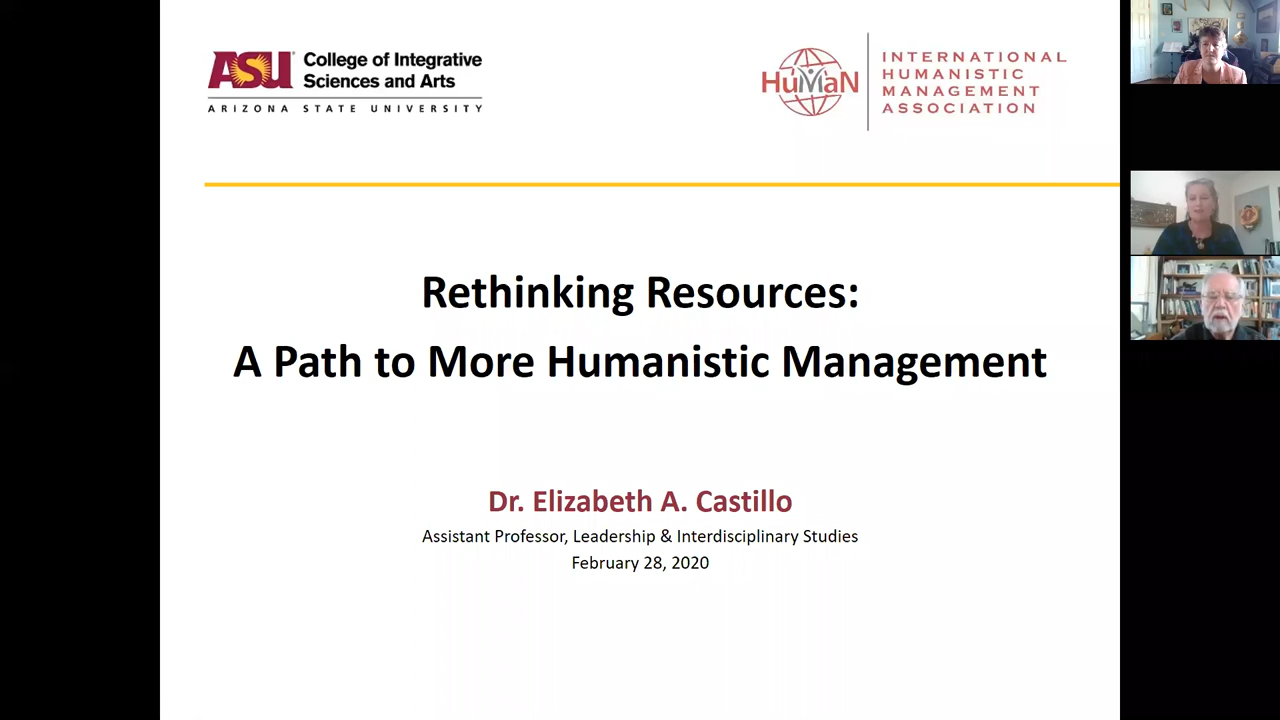 ASU College of Integrative
Sciences and Arts
ARIZONA STATE UNIVERSITY
HuMaN
INTERNATIONAL
HUMANISTIC
MANAGEMENT
ASSOCIATION
Rethinking Resources:
A Path to More Humanistic Management
Dr. Elizabeth A. Castillo
Assistant Professor, Leadership & Interdisciplinary Studies
February 28, 2020